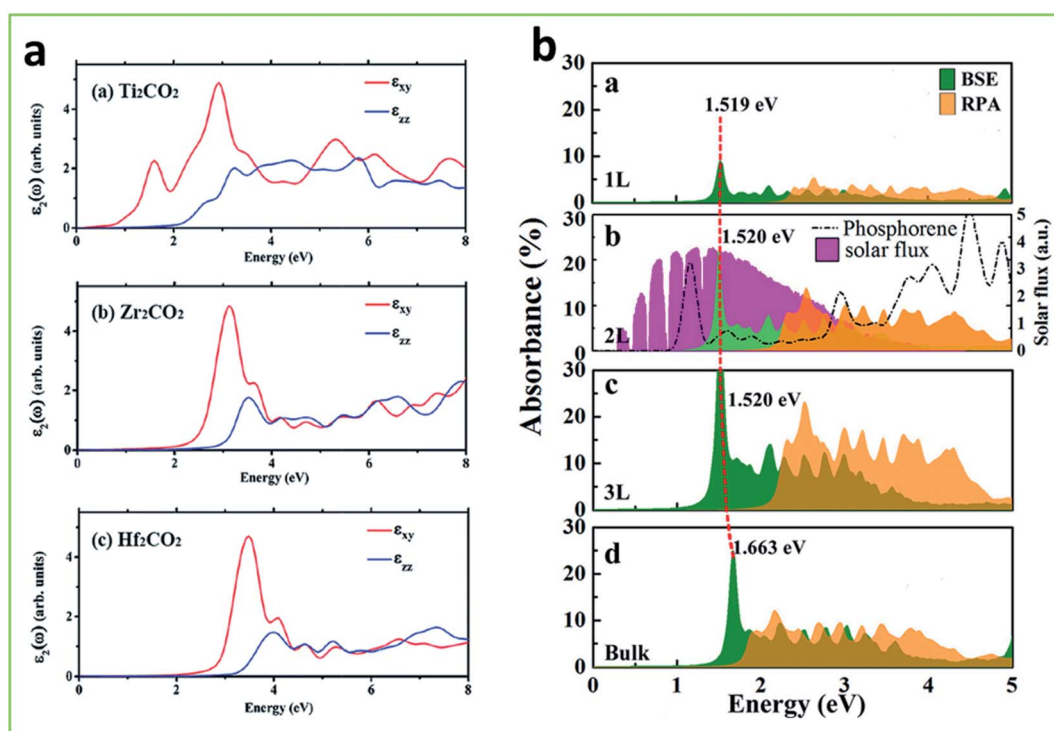 a
(a) Ti₂CO₂
εxy
εzz
ε₂(ω) (arb. units)
0
2
4
0 2 4 6 8
Energy (eV)
(b) Zr₂CO₂
εxy
εzz
ε₂(ω) (arb. units)
0
2
4
0 2 4 6 8
Energy (eV)
(c) Hf₂CO₂
εxy
εzz
ε₂(ω) (arb. units)
0
2
4
0 2 4 6 8
Energy (eV)
b
Absorbance (%)
30
20
10
0
a
1.519 eV
BSE
RPA
1L
30
20
10
0
b
1.520 eV
Phosphorene
solar flux
2L
5
4
3
2
1
0
Solar flux (a.u.)
30
20
10
0
c
1.520 eV
3L
30
20
10
0
d
1.663 eV
Bulk
0 1 2 3 4 5
Energy (eV)